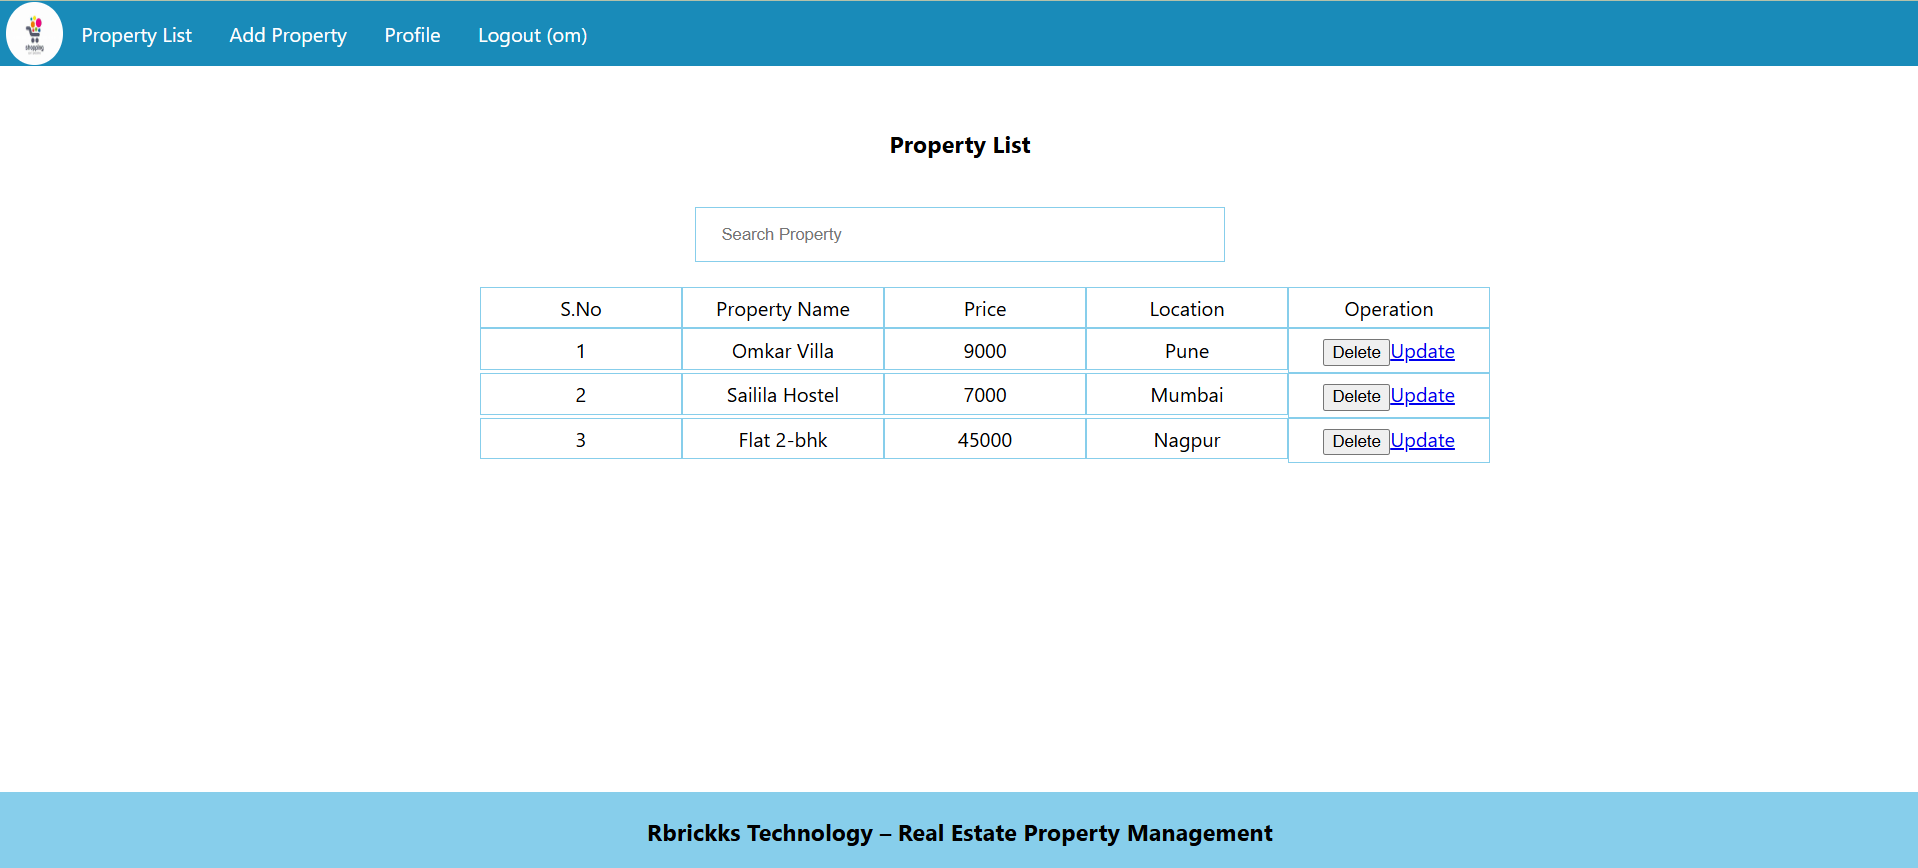 shopping
Property List Add Property Profile Logout (om)
Property List
Search Property
S.No Property Name Price Location Operation
1 Omkar Villa 9000 Pune Delete Update
2 Sailila Hostel 7000 Mumbai Delete Update
3 Flat 2-bhk 45000 Nagpur Delete Update
Rbrickks Technology – Real Estate Property Management